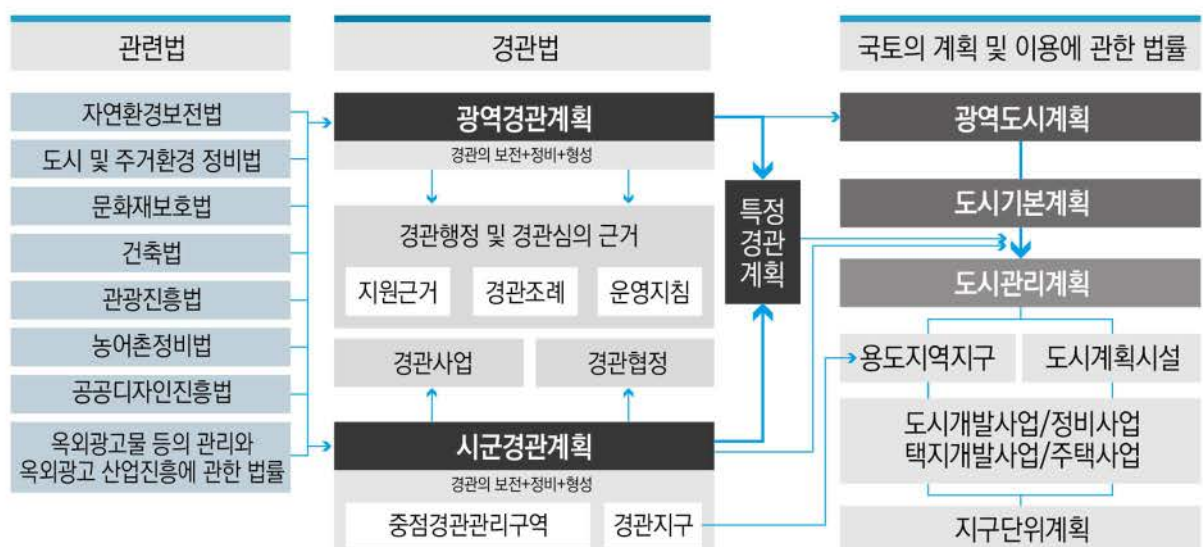 관련법
자연환경보전법
도시 및 주거환경 정비법
문화재보호법
건축법
관광진흥법
농어촌정비법
공공디자인진흥법
옥외광고물 등의 관리와
옥외광고 산업진흥에 관한 법률
경관법
광역경관계획
경관의 보전+정비+형성
경관행정 및 경관심의 근거
지원근거
경관조례
운영지침
경관사업
경관협정
시군경관계획
경관의 보전+정비+형성
중점경관관리구역
경관지구
특정
경관
계획
국토의 계획 및 이용에 관한 법률
광역도시계획
도시기본계획
도시관리계획
용도지역지구
도시계획시설
도시개발사업/정비사업
택지개발사업/주택사업
지구단위계획